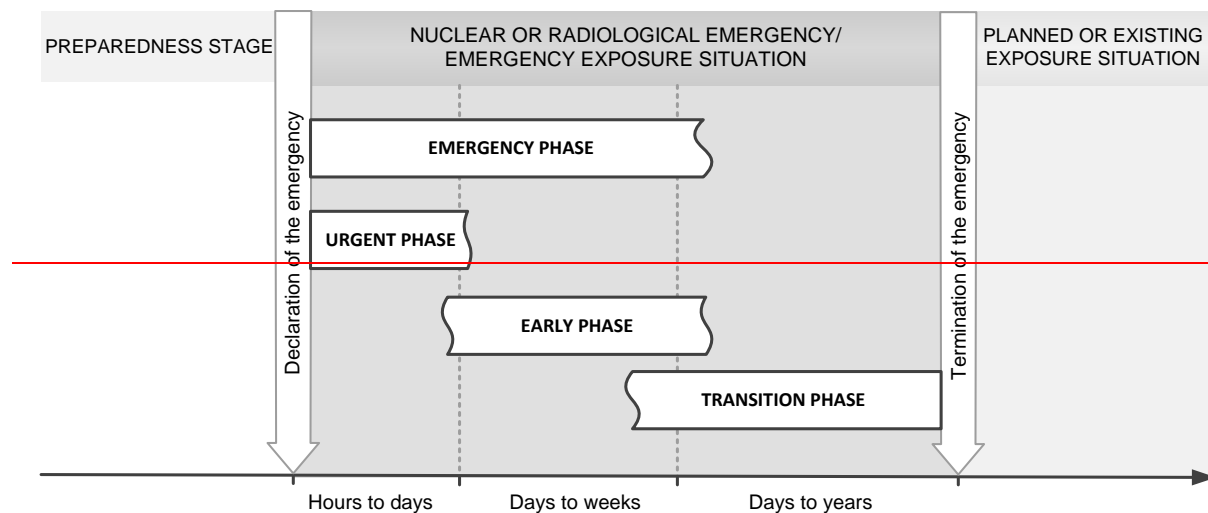 PREPAREDNESS STAGE
NUCLEAR OR RADIOLOGICAL EMERGENCY/
EMERGENCY EXPOSURE SITUATION
PLANNED OR EXISTING
EXPOSURE SITUATION
Declaration of the emergency
EMERGENCY PHASE
URGENT PHASE
EARLY PHASE
TRANSITION PHASE
Termination of the emergency
Hours to days
Days to weeks
Days to years